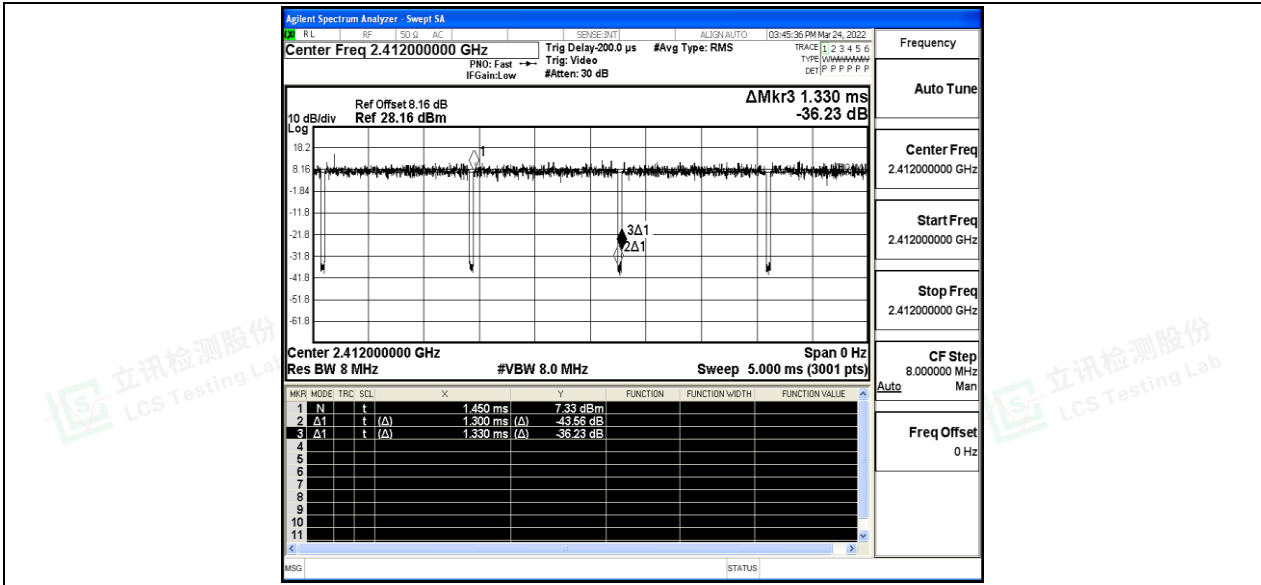 Agilent Spectrum Analyzer - Swept SA
RL RF 50 Ω AC SENSE:INT ALIGN AUTO 03:45:36 PM Mar 24, 2022
Center Freq 2.412000000 GHz
PNO: Fast
IFGain:Low
Trig Delay-200.0 µs
Trig: Video
#Atten: 30 dB
#Avg Type: RMS
TRACE 1 2 3 4 5 6
TYPE
DET P P P P P P
Frequency
Auto Tune
Center Freq
2.412000000 GHz
Start Freq
2.412000000 GHz
Stop Freq
2.412000000 GHz
CF Step
8.000000 MHz
Auto Man
Freq Offset
0 Hz
ΔMkr3 1.330 ms
-36.23 dB
Ref Offset 8.16 dB
10 dB/div Ref 28.16 dBm
Log
18.2
8.16
-1.84
-11.8
-21.8
-31.8
-41.8
-51.8
-61.8
1
3Δ1
2Δ1
Center 2.412000000 GHz Span 0 Hz
Res BW 8 MHz #VBW 8.0 MHz Sweep 5.000 ms (3001 pts)
MKR MODE TRC SCL X Y FUNCTION FUNCTION WIDTH FUNCTION VALUE
1 N t 1.450 ms 7.33 dBm
2 Δ1 t (Δ) 1.300 ms (Δ) -43.56 dB
3 Δ1 t (Δ) 1.330 ms (Δ) -36.23 dB
4
5
6
7
8
9
10
11
MSG STATUS
立讯检测股份
LCS Testing Lab
立讯检测股份
LCS Testing Lab